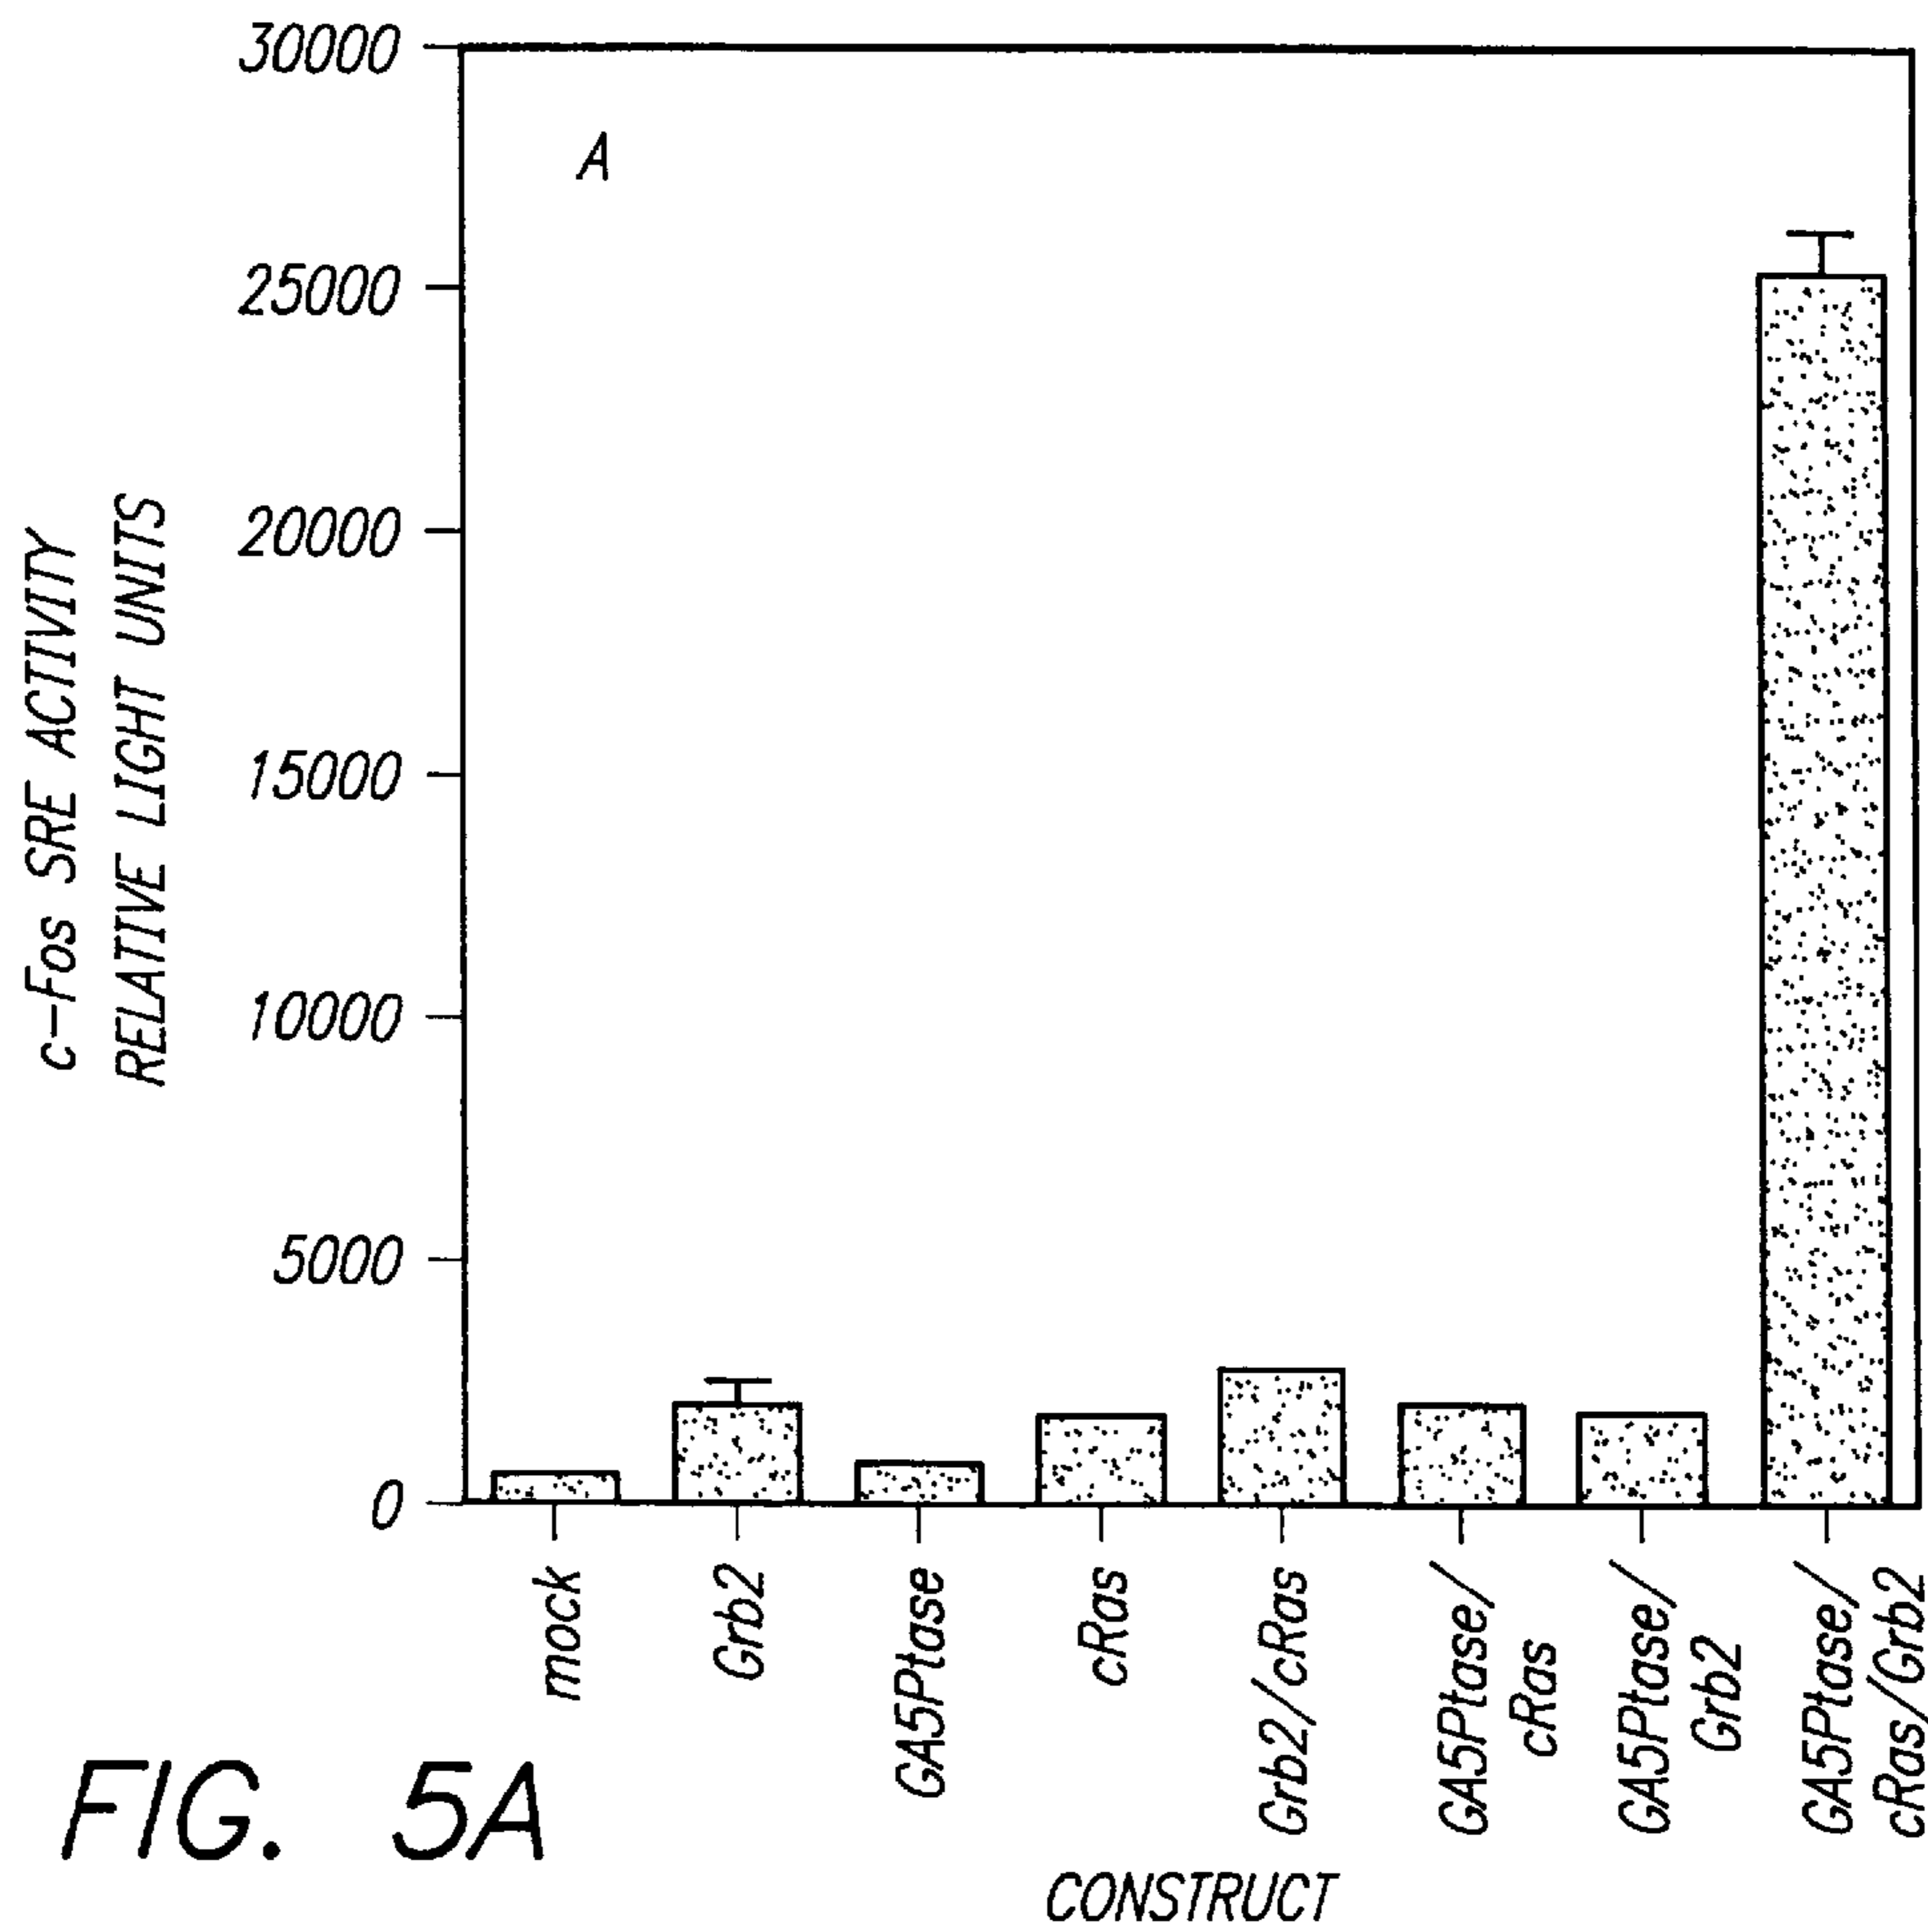 30000
A
25000
20000
15000
10000
5000
0
c-Fos SRE ACTIVITY
RELATIVE LIGHT UNITS
mock
Grb2
GA5Ptase
cRas
Grb2/cRas
GA5Ptase/
cRas
GA5Ptase/
Grb2
GA5Ptase/
cRas/Grb2
CONSTRUCT
FIG. 5A